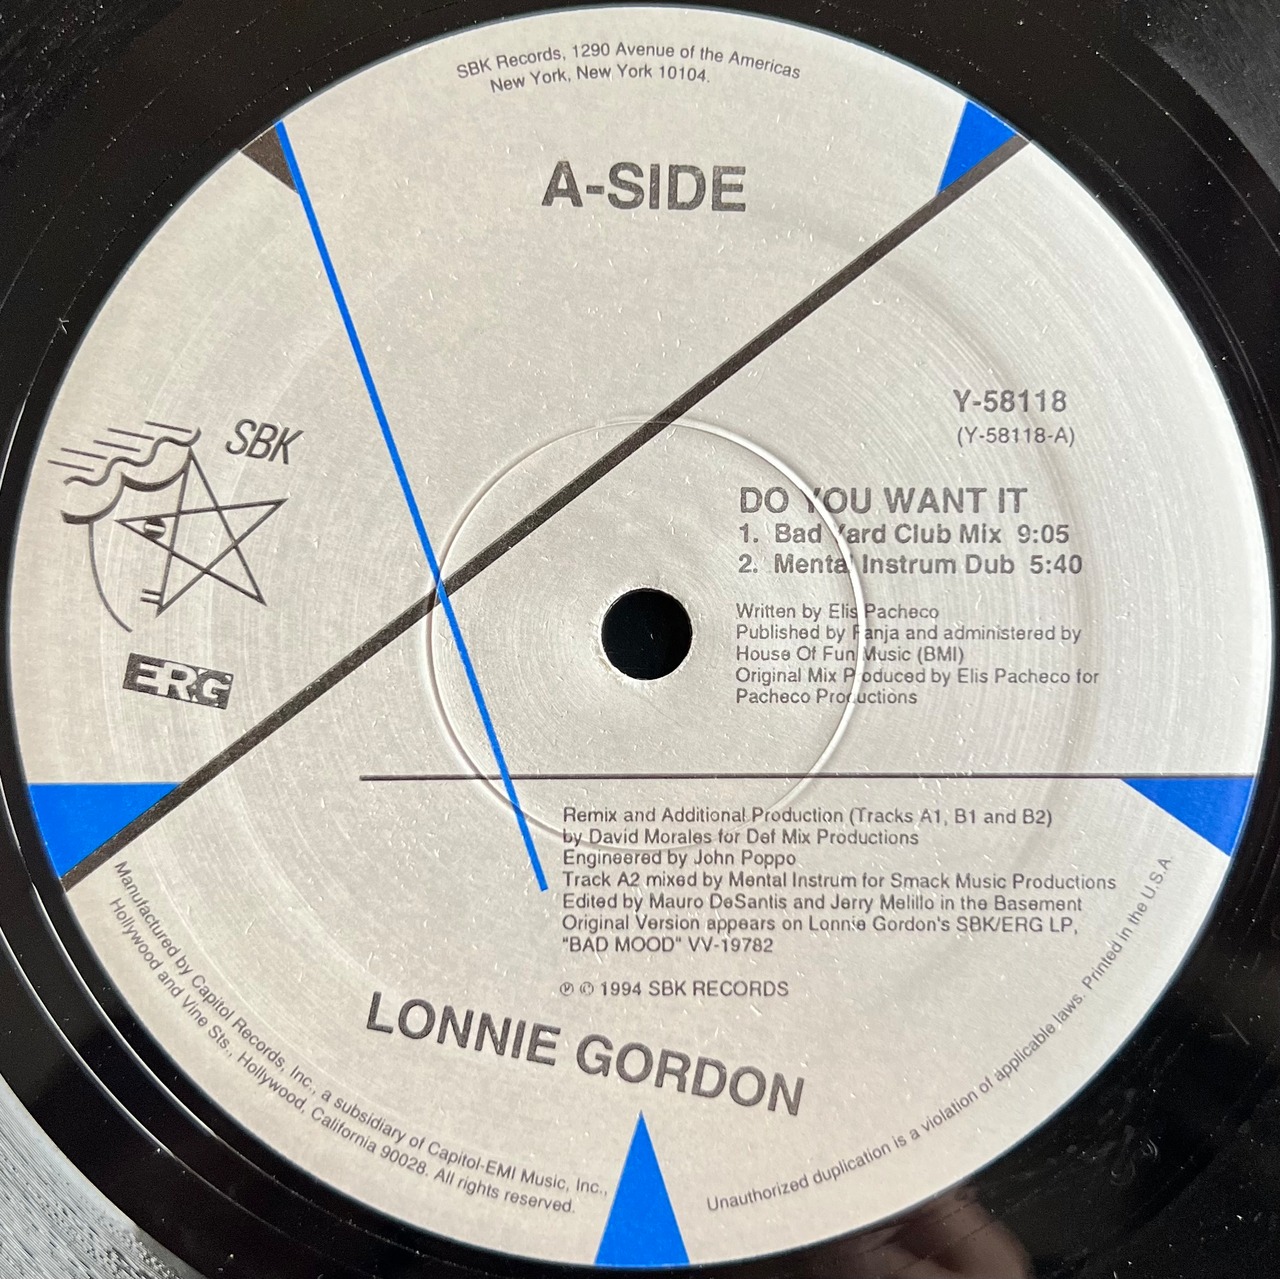 SBK Records, 1290 Avenue of the Americas
New York, New York 10104.
A-SIDE
Y-58118
(Y-58118-A)
SBK
ERG
DO YOU WANT IT
1. Bad Yard Club Mix 9:05
2. Mental Instrum Dub 5:40
Written by Elis Pacheco
Published by Panja and administered by
House Of Fun Music (BMI)
Original Mix Produced by Elis Pacheco for
Pacheco Productions
Remix and Additional Production (Tracks A1, B1 and B2)
by David Morales for Def Mix Productions
Engineered by John Poppo
Track A2 mixed by Mental Instrum for Smack Music Productions
Edited by Mauro DeSantis and Jerry Melillo in the Basement
Original Version appears on Lonnie Gordon's SBK/ERG LP,
"BAD MOOD" VV-19782
℗ © 1994 SBK RECORDS
LONNIE GORDON
Manufactured by Capitol Records, Inc., a subsidiary of Capitol-EMI Music, Inc.,
Hollywood and Vine Sts., Hollywood, California 90028. All rights reserved.
Unauthorized duplication is a violation of applicable laws. Printed in the U.S.A.